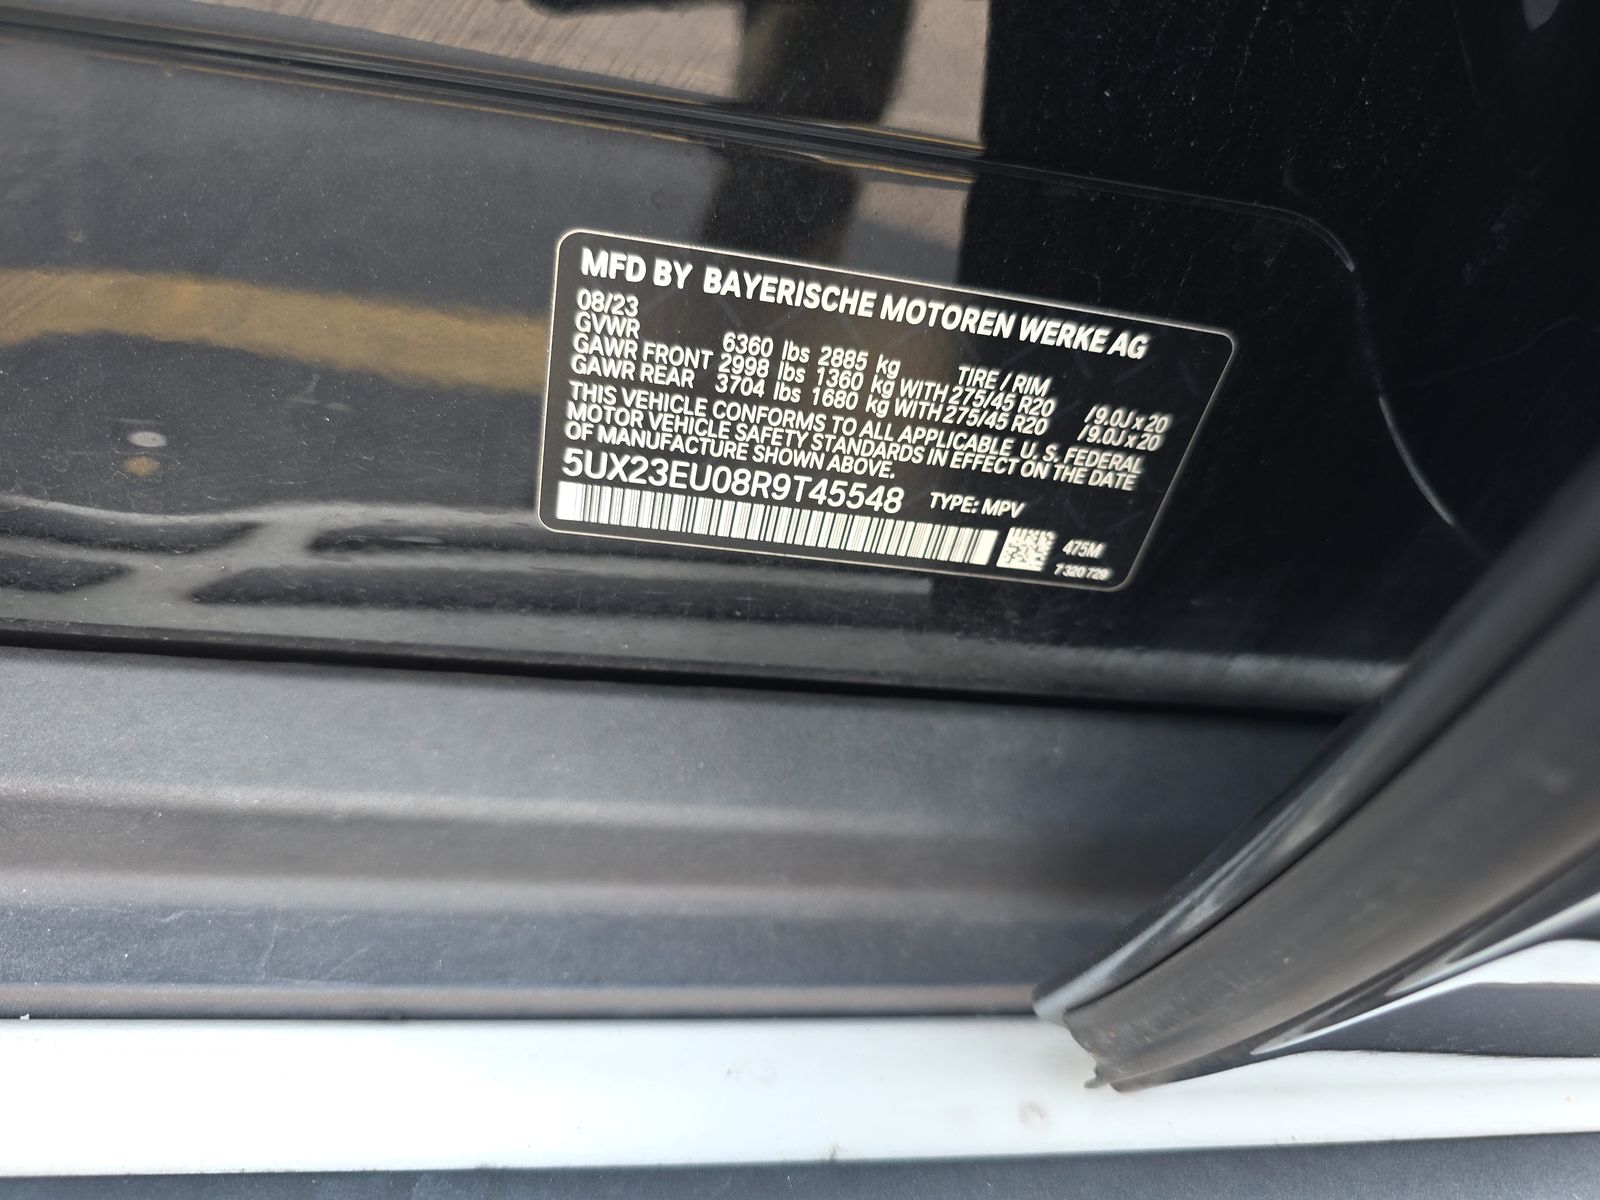 MFD BY BAYERISCHE MOTOREN WERKE AG
08/23
GVWR 6360 lbs 2885 kg TIRE / RIM
GAWR FRONT 2998 lbs 1360 kg WITH 275/45 R20 / 9.0J x 20
GAWR REAR 3704 lbs 1680 kg WITH 275/45 R20 / 9.0J x 20
THIS VEHICLE CONFORMS TO ALL APPLICABLE U. S. FEDERAL
MOTOR VEHICLE SAFETY STANDARDS IN EFFECT ON THE DATE
OF MANUFACTURE SHOWN ABOVE.
5UX23EU08R9T45548 TYPE: MPV
475M
7 320 729